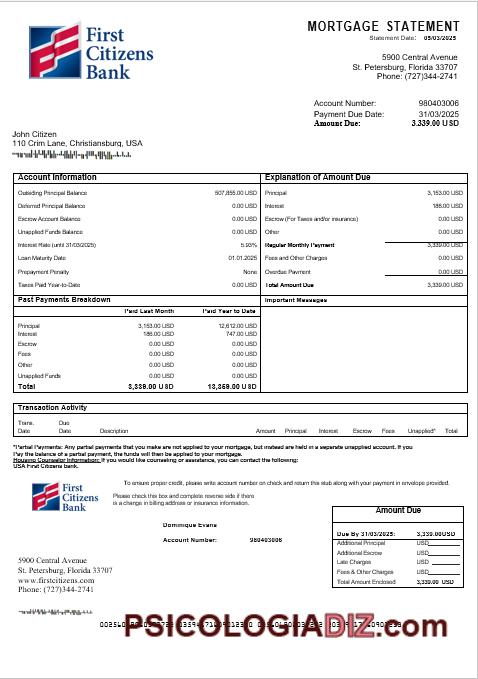 First
Citizens
Bank
MORTGAGE STATEMENT
Statement Date: 05/03/2025
5900 Central Avenue
St. Petersburg, Florida 33707
Phone: (727)344-2741
Account Number: 980403006
Payment Due Date: 31/03/2025
Amount Due: 3.339.00 USD
John Citizen
110 Crim Lane, Christiansburg, USA
Account Information
Outsiding Principal Balance 507,855.00 USD
Deferred Principal Balance 0.00 USD
Escrow Account Balance 0.00 USD
Unapplied Funds Balance 0.00 USD
Interest Rate (until 31/03/2025) 5.93%
Loan Maturity Date 01.01.2025
Prepayment Penalty None
Taxes Paid Year-to-Date 0.00 USD
Explanation of Amount Due
Principal 3,153.00 USD
Interest 186.00 USD
Escrow (For Taxes and/or insurance) 0.00 USD
Other 0.00 USD
Regular Monthly Payment 3,339.00 USD
Fees and Other Charges 0.00 USD
Overdue Payment 0.00 USD
Total Amount Due 3,339.00 USD
Past Payments Breakdown
Paid Last Month Paid Year to Date
Principal 3,153.00 USD 12,612.00 USD
Interest 186.00 USD 747.00 USD
Escrow 0.00 USD 0.00 USD
Fees 0.00 USD 0.00 USD
Other 0.00 USD 0.00 USD
Unapplied Funds 0.00 USD 0.00 USD
Total 3,339.00 USD 13,359.00 USD
Important Messages
Transaction Activity
Trans. Date Due Date Description Amount Principal Interest Escrow Fees Unapplied* Total
*Partial Payments: Any partial payments that you make are not applied to your mortgage, but instead are held in a separate unapplied account. If you
Pay the balance of a partial payment, the funds will then be applied to your mortgage.
Housing Counselor Information: If you would like counseling or assistance, you can contact the following:
USA First Citizens bank.
First
Citizens
Bank
To ensure proper credit, please write account number on check and return this stub along with your payment in envelope provided.
Please check this box and complete reverse side if there
is a change in billing address or insurance information.
Dominique Evans
Account Number: 980403006
Amount Due
Due By 31/03/2025: 3,339.00USD
Additional Principal USD
Additional Escrow USD
Late Charges USD
Fees & Other Charges USD
Total Amount Enclosed 3,339.00 USD
5900 Central Avenue
St. Petersburg, Florida 33707
www.firstcitizens.com
Phone: (727)344-2741
PSICOLOGIADIZ.com